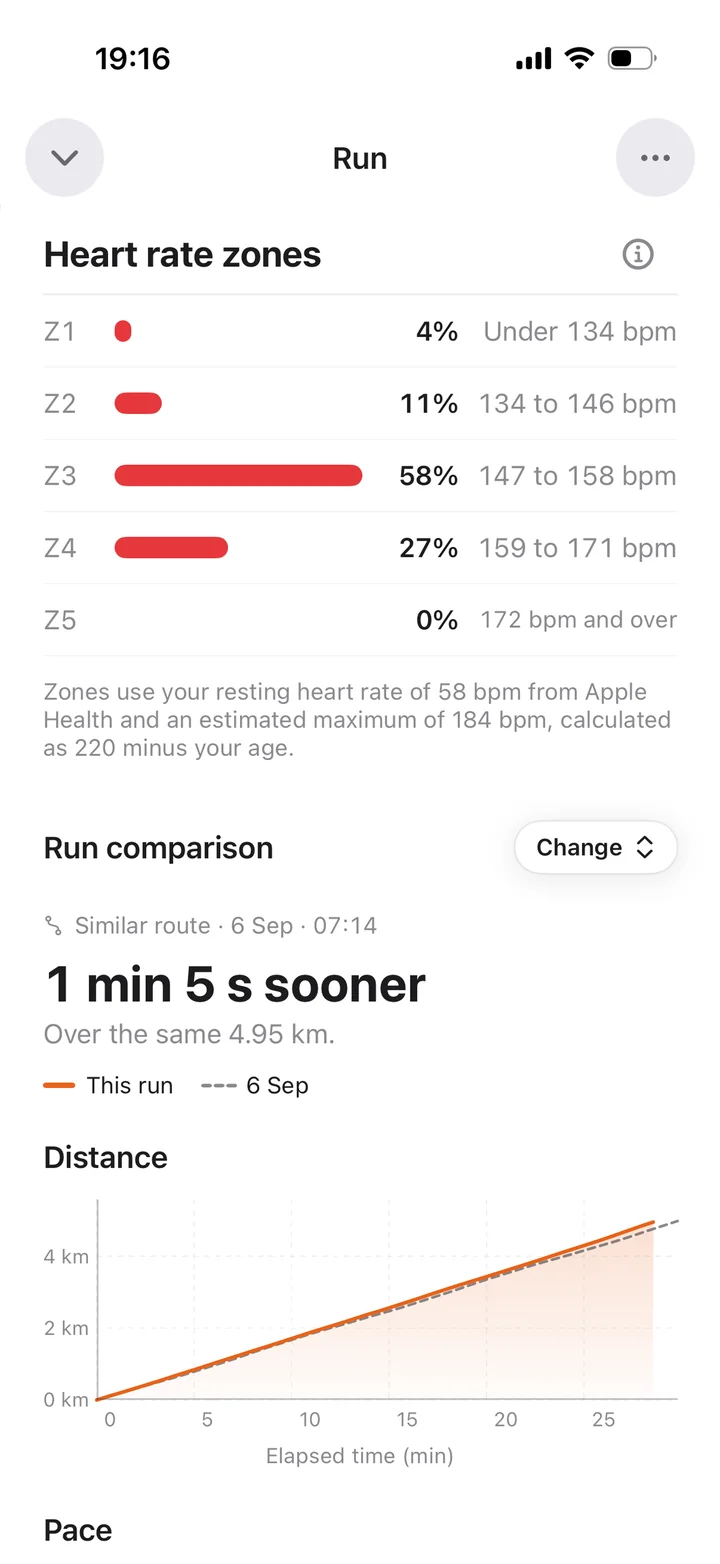 19:16
Run
Heart rate zones
Z1 4% Under 134 bpm
Z2 11% 134 to 146 bpm
Z3 58% 147 to 158 bpm
Z4 27% 159 to 171 bpm
Z5 0% 172 bpm and over
Zones use your resting heart rate of 58 bpm from Apple
Health and an estimated maximum of 184 bpm, calculated
as 220 minus your age.
Run comparison Change
Similar route · 6 Sep · 07:14
1 min 5 s sooner
Over the same 4.95 km.
This run 6 Sep
Distance
4 km
2 km
0 km
0 5 10 15 20 25
Elapsed time (min)
Pace